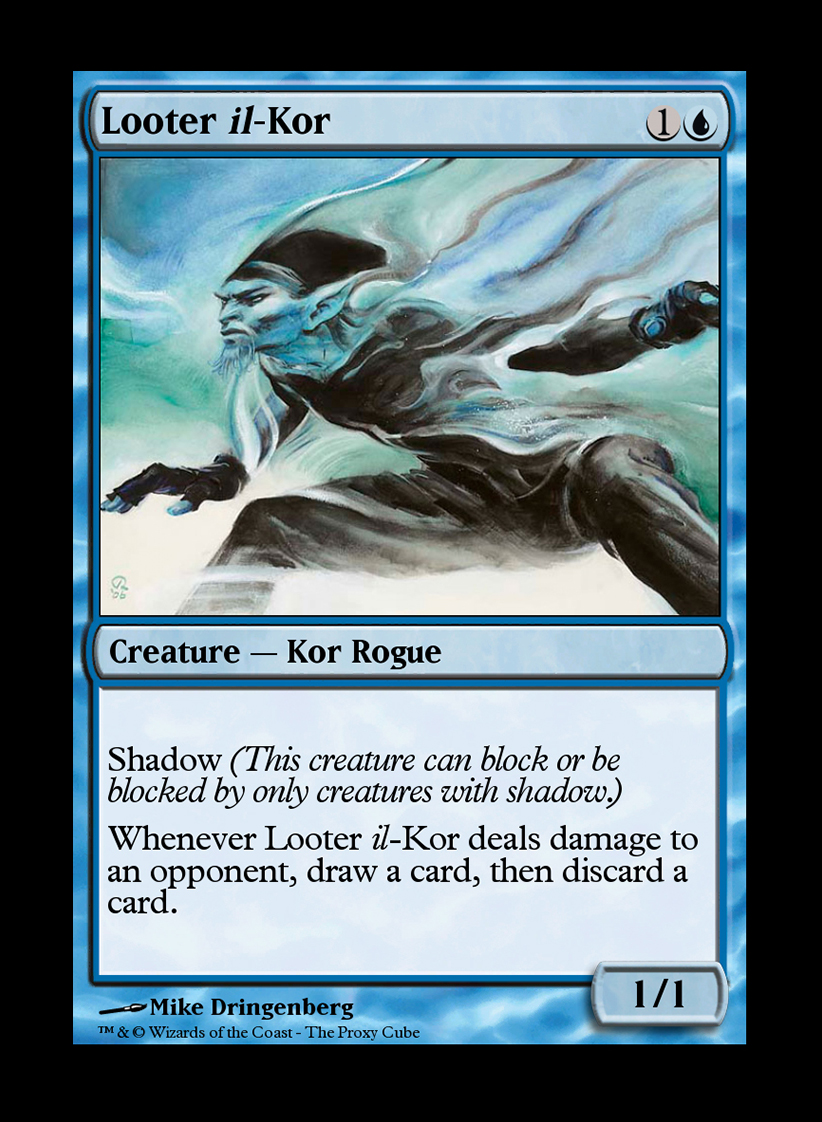 Looter il-Kor
1
'06
Creature — Kor Rogue
Shadow (This creature can block or be
blocked by only creatures with shadow.)
Whenever Looter il-Kor deals damage to
an opponent, draw a card, then discard a
card.
1/1
Mike Dringenberg
™ & © Wizards of the Coast - The Proxy Cube